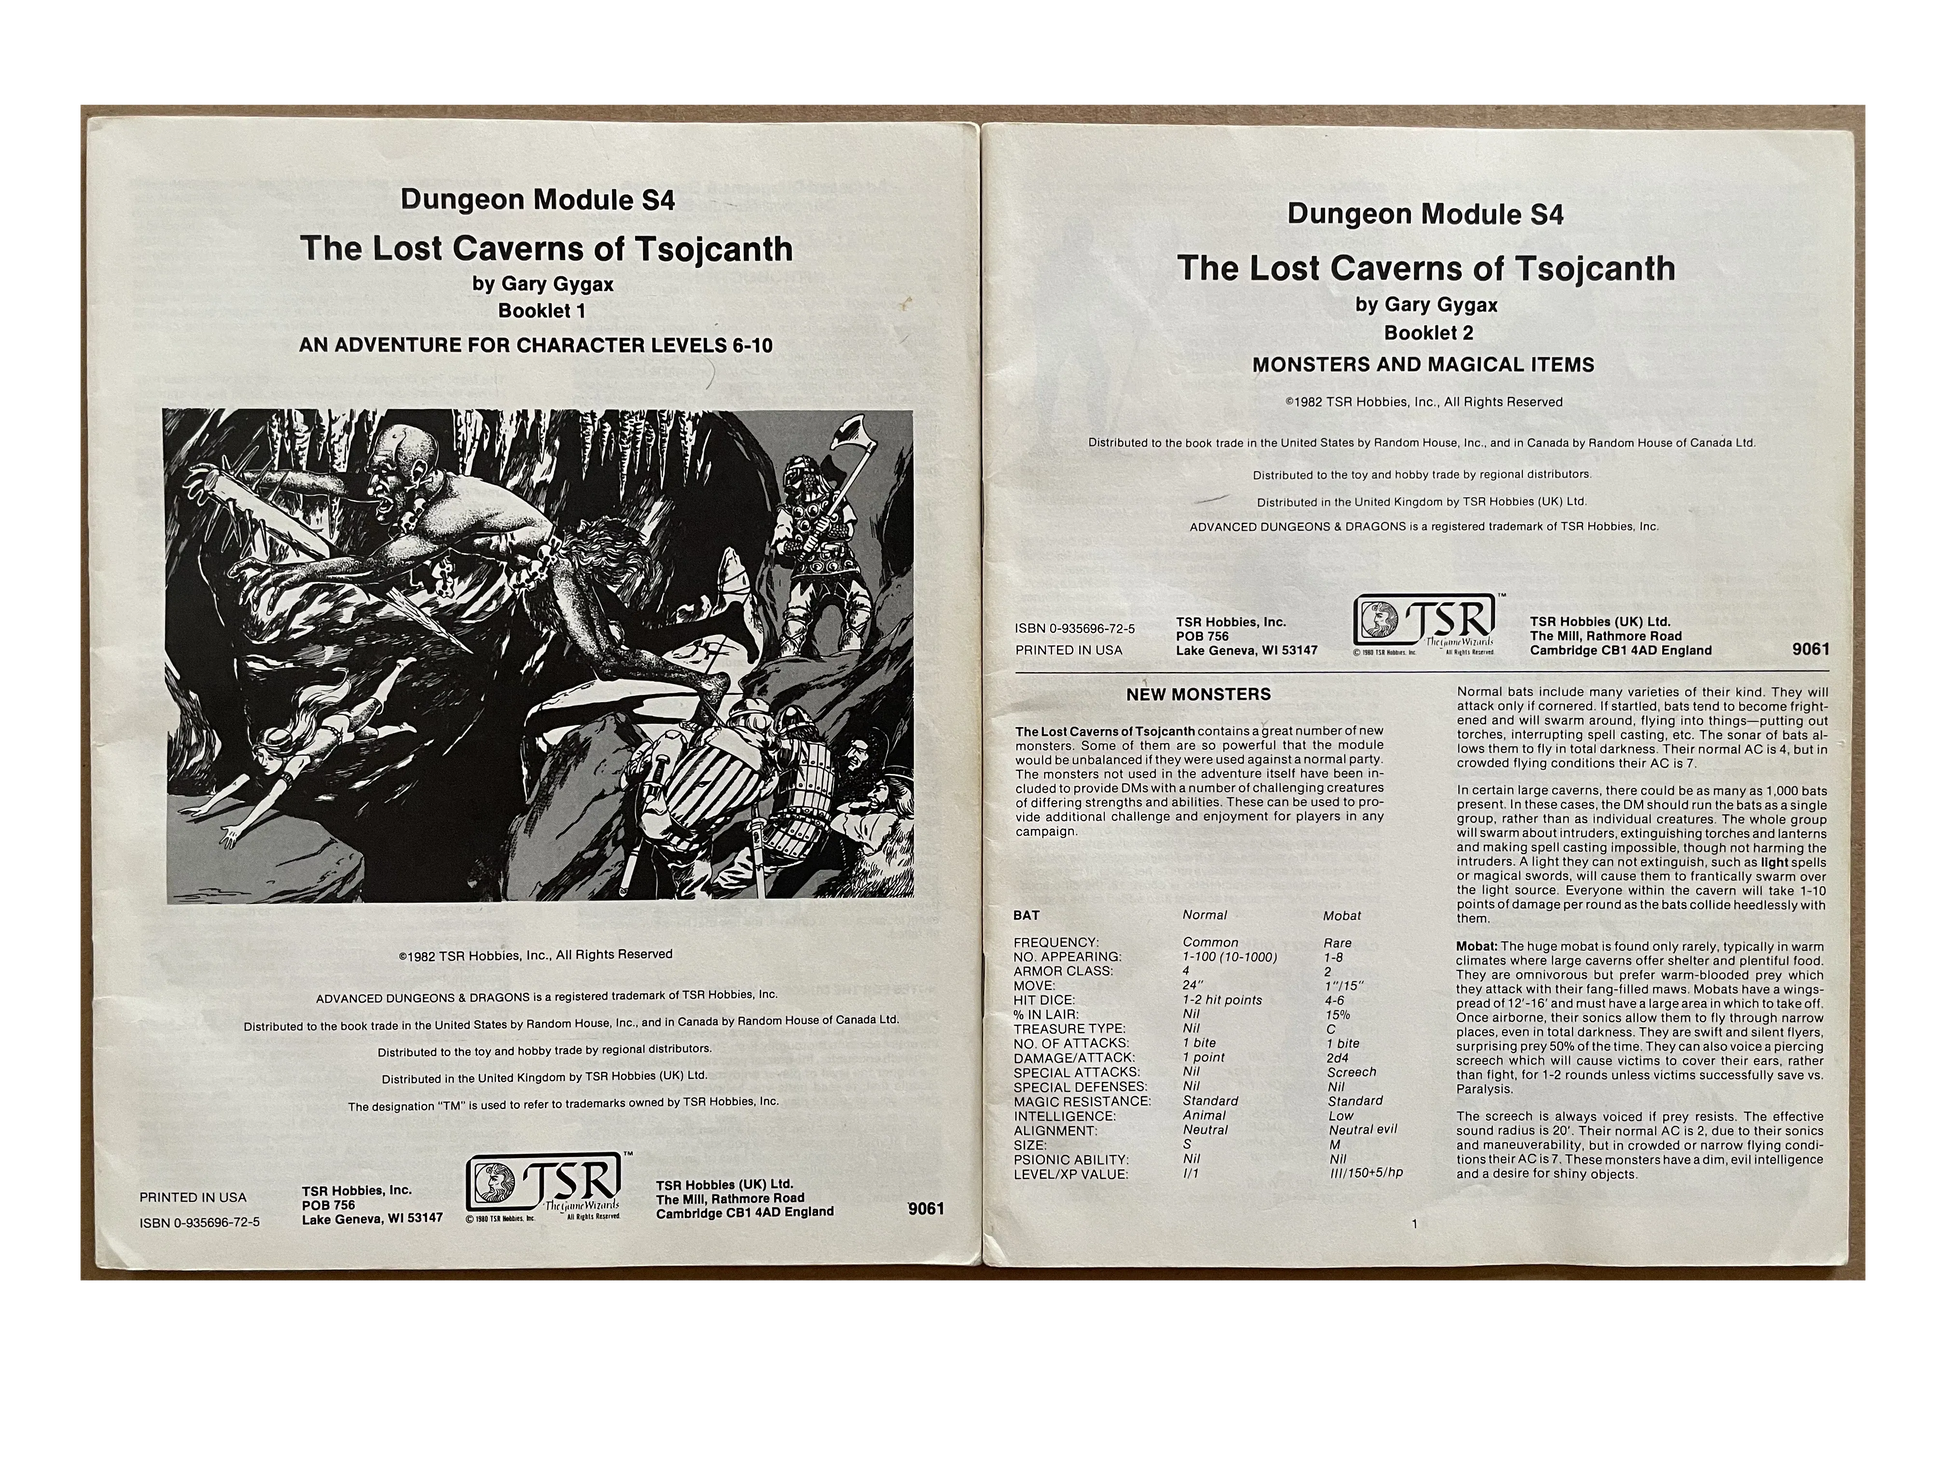 Dungeon Module S4
The Lost Caverns of Tsojcanth
by Gary Gygax
Booklet 1
AN ADVENTURE FOR CHARACTER LEVELS 6-10
©1982 TSR Hobbies, Inc., All Rights Reserved
ADVANCED DUNGEONS & DRAGONS is a registered trademark of TSR Hobbies, Inc.
Distributed to the book trade in the United States by Random House, Inc., and in Canada by Random House of Canada Ltd.
Distributed to the toy and hobby trade by regional distributors.
Distributed in the United Kingdom by TSR Hobbies (UK) Ltd.
The designation “TM” is used to refer to trademarks owned by TSR Hobbies, Inc.
PRINTED IN USA
ISBN 0-935696-72-5
TSR Hobbies, Inc.
POB 756
Lake Geneva, WI 53147
TSR™
The Game Wizards
© 1980 TSR Hobbies, Inc. All Rights Reserved
TSR Hobbies (UK) Ltd.
The Mill, Rathmore Road
Cambridge CB1 4AD England
9061
Dungeon Module S4
The Lost Caverns of Tsojcanth
by Gary Gygax
Booklet 2
MONSTERS AND MAGICAL ITEMS
©1982 TSR Hobbies, Inc., All Rights Reserved
Distributed to the book trade in the United States by Random House, Inc., and in Canada by Random House of Canada Ltd.
Distributed to the toy and hobby trade by regional distributors.
Distributed in the United Kingdom by TSR Hobbies (UK) Ltd.
ADVANCED DUNGEONS & DRAGONS is a registered trademark of TSR Hobbies, Inc.
ISBN 0-935696-72-5
PRINTED IN USA
TSR Hobbies, Inc.
POB 756
Lake Geneva, WI 53147
TSR™
The Game Wizards
© 1980 TSR Hobbies, Inc. All Rights Reserved
TSR Hobbies (UK) Ltd.
The Mill, Rathmore Road
Cambridge CB1 4AD England
9061
NEW MONSTERS
The Lost Caverns of Tsojcanth contains a great number of new
monsters. Some of them are so powerful that the module
would be unbalanced if they were used against a normal party.
The monsters not used in the adventure itself have been in-
cluded to provide DMs with a number of challenging creatures
of differing strengths and abilities. These can be used to pro-
vide additional challenge and enjoyment for players in any
campaign.
BAT Normal Mobat
FREQUENCY: Common Rare
NO. APPEARING: 1-100 (10-1000) 1-8
ARMOR CLASS: 4 2
MOVE: 24" 1"/15"
HIT DICE: 1-2 hit points 4-6
% IN LAIR: Nil 15%
TREASURE TYPE: Nil C
NO. OF ATTACKS: 1 bite 1 bite
DAMAGE/ATTACK: 1 point 2d4
SPECIAL ATTACKS: Nil Screech
SPECIAL DEFENSES: Nil Nil
MAGIC RESISTANCE: Standard Standard
INTELLIGENCE: Animal Low
ALIGNMENT: Neutral Neutral evil
SIZE: S M
PSIONIC ABILITY: Nil Nil
LEVEL/XP VALUE: I/1 III/150+5/hp
Normal bats include many varieties of their kind. They will
attack only if cornered. If startled, bats tend to become fright-
ened and will swarm around, flying into things—putting out
torches, interrupting spell casting, etc. The sonar of bats al-
lows them to fly in total darkness. Their normal AC is 4, but in
crowded flying conditions their AC is 7.
In certain large caverns, there could be as many as 1,000 bats
present. In these cases, the DM should run the bats as a single
group, rather than as individual creatures. The whole group
will swarm about intruders, extinguishing torches and lanterns
and making spell casting impossible, though not harming the
intruders. A light they can not extinguish, such as light spells
or magical swords, will cause them to frantically swarm over
the light source. Everyone within the cavern will take 1-10
points of damage per round as the bats collide heedlessly with
them.
Mobat: The huge mobat is found only rarely, typically in warm
climates where large caverns offer shelter and plentiful food.
They are omnivorous but prefer warm-blooded prey which
they attack with their fang-filled maws. Mobats have a wings-
pread of 12'-16' and must have a large area in which to take off.
Once airborne, their sonics allow them to fly through narrow
places, even in total darkness. They are swift and silent flyers,
surprising prey 50% of the time. They can also voice a piercing
screech which will cause victims to cover their ears, rather
than fight, for 1-2 rounds unless victims successfully save vs.
Paralysis.
The screech is always voiced if prey resists. The effective
sound radius is 20'. Their normal AC is 2, due to their sonics
and maneuverability, but in crowded or narrow flying condi-
tions their AC is 7. These monsters have a dim, evil intelligence
and a desire for shiny objects.
1